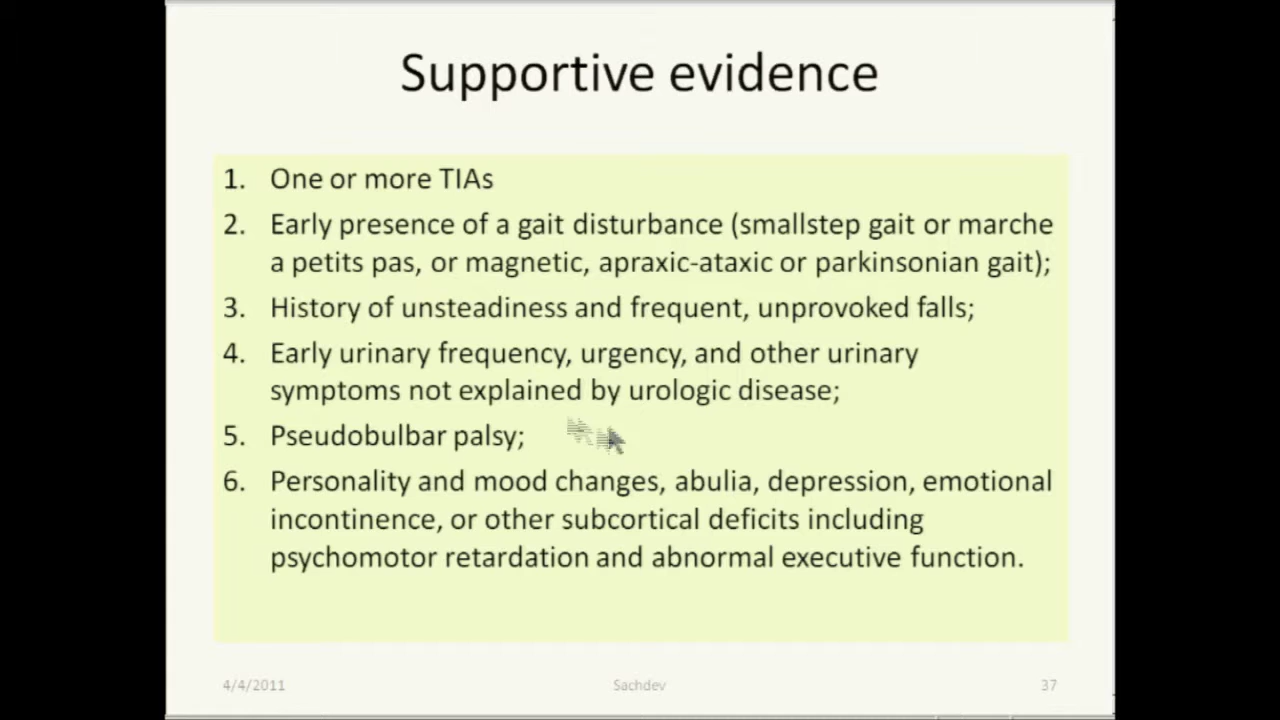 Supportive evidence
1. One or more TIAs
2. Early presence of a gait disturbance (smallstep gait or marche
a petits pas, or magnetic, apraxic-ataxic or parkinsonian gait);
3. History of unsteadiness and frequent, unprovoked falls;
4. Early urinary frequency, urgency, and other urinary
symptoms not explained by urologic disease;
5. Pseudobulbar palsy;
6. Personality and mood changes, abulia, depression, emotional
incontinence, or other subcortical deficits including
psychomotor retardation and abnormal executive function.
4/4/2011
Sachdev
37